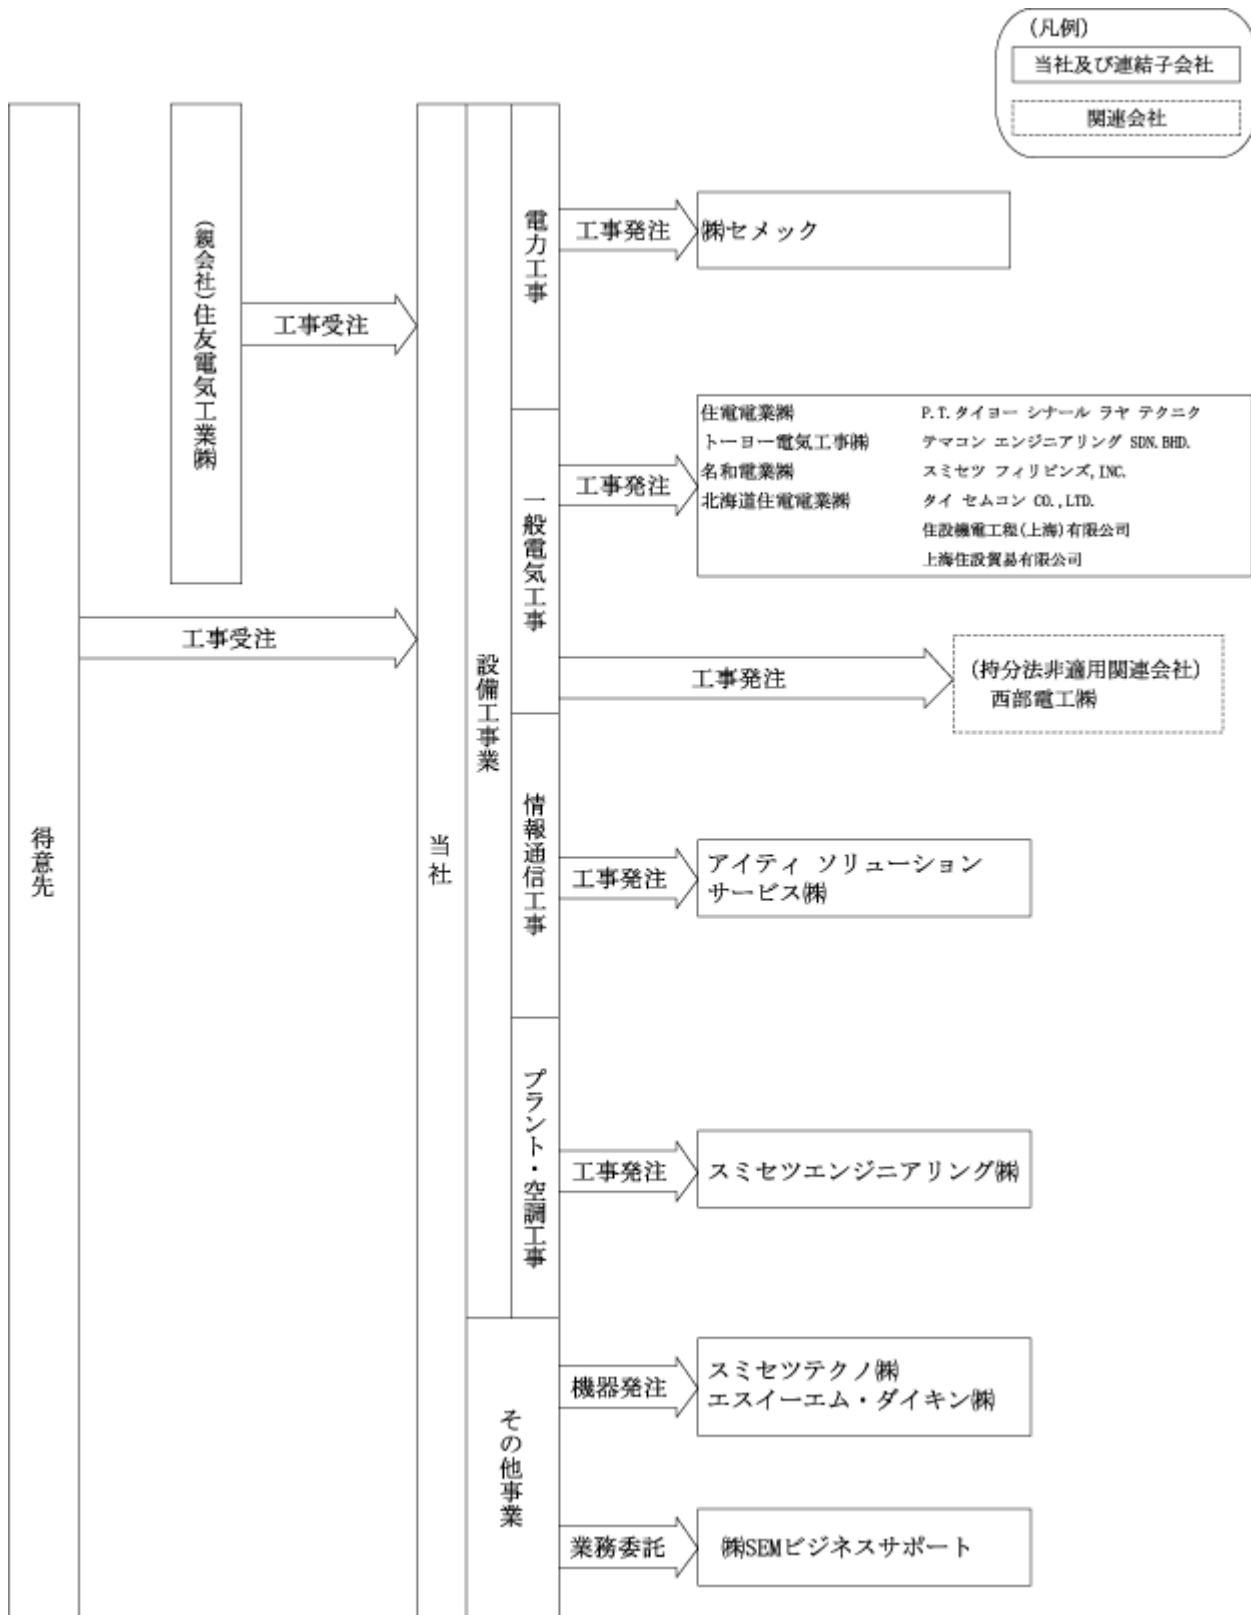 (凡例)
当社及び連結子会社
関連会社
得意先
(親会社)住友電気工業㈱
工事受注
工事受注
当社
設備工事業
電力工事
工事発注
㈱セメック
一般電気工事
工事発注
住電電業㈱
トーヨー電気工事㈱
名和電業㈱
北海道住電電業㈱
P.T.タイヨー シナール ラヤ テクニク
テマコン エンジニアリング SDN.BHD.
スミセツ フィリピンズ,INC.
タイ セムコン CO.,LTD.
住設機電工程(上海)有限公司
上海住設貿易有限公司
工事発注
(持分法非適用関連会社)
西部電工㈱
情報通信工事
工事発注
アイティ ソリューション
サービス㈱
プラント・空調工事
工事発注
スミセツエンジニアリング㈱
その他事業
機器発注
スミセツテクノ㈱
エスイーエム・ダイキン㈱
業務委託
㈱SEMビジネスサポート